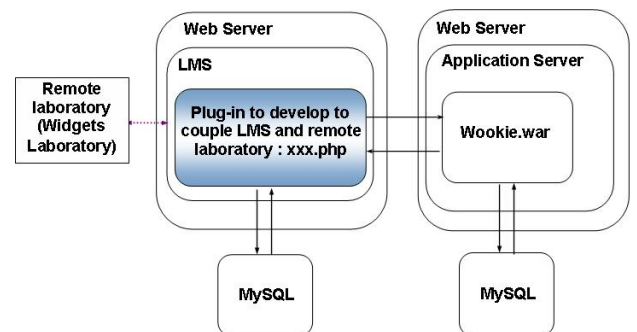 Web Server
Web Server
LMS
Application Server
Remote
laboratory
(Widgets
Laboratory)
Plug-in to develop to
couple LMS and remote
laboratory : xxx.php
Wookie.war
MySQL
MySQL